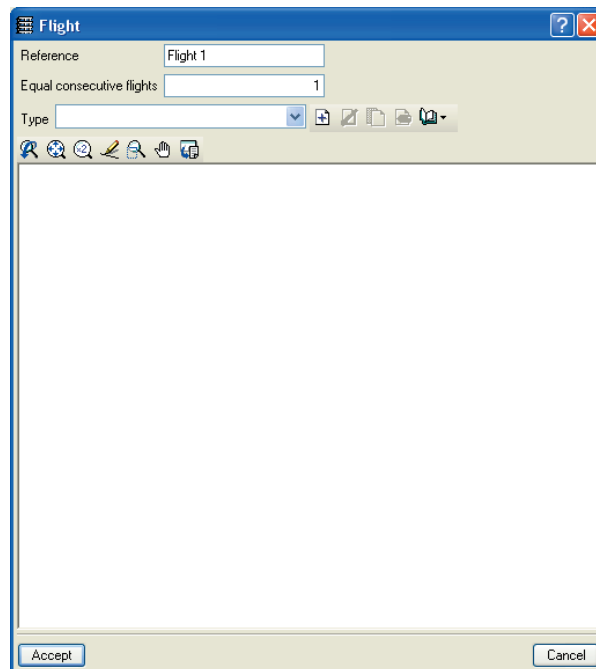 Flight
Reference Flight 1
Equal consecutive flights 1
Type
Accept Cancel